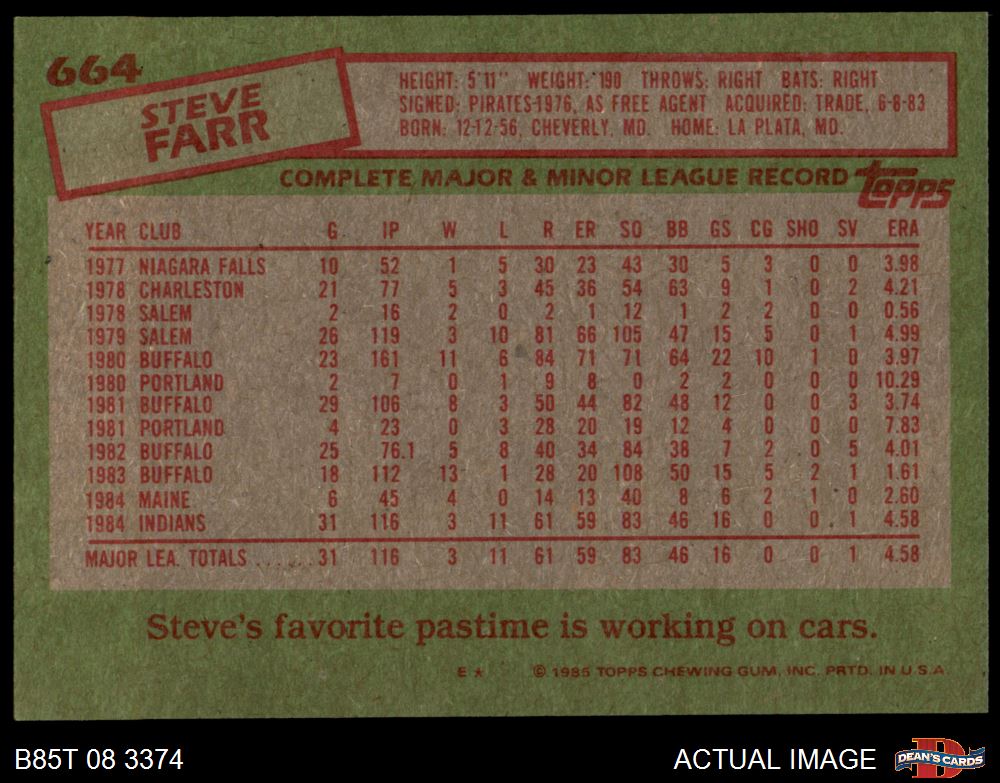 664
STEVE
FARR
HEIGHT: 5'11" WEIGHT: 190 THROWS: RIGHT BATS: RIGHT
SIGNED: PIRATES-1976, AS FREE AGENT ACQUIRED: TRADE, 6-8-83
BORN: 12-12-56, CHEVERLY, MD. HOME: LA PLATA, MD.
COMPLETE MAJOR & MINOR LEAGUE RECORD topps
YEAR CLUB G IP W L R ER SO BB GS CG SHO SV ERA
1977 NIAGARA FALLS 10 52 1 5 30 23 43 30 5 3 0 0 3.98
1978 CHARLESTON 21 77 5 3 45 36 54 63 9 1 0 2 4.21
1978 SALEM 2 16 2 0 2 1 12 1 2 2 0 0 0.56
1979 SALEM 26 119 3 10 81 66 105 47 15 5 0 1 4.99
1980 BUFFALO 23 161 11 6 84 71 71 64 22 10 1 0 3.97
1980 PORTLAND 2 7 0 1 9 8 0 2 2 0 0 0 10.29
1981 BUFFALO 29 106 8 3 50 44 82 48 12 0 0 3 3.74
1981 PORTLAND 4 23 0 3 28 20 19 12 4 0 0 0 7.83
1982 BUFFALO 25 76.1 5 8 40 34 84 38 7 2 0 5 4.01
1983 BUFFALO 18 112 13 1 28 20 108 50 15 5 2 1 1.61
1984 MAINE 6 45 4 0 14 13 40 8 6 2 1 0 2.60
1984 INDIANS 31 116 3 11 61 59 83 46 16 0 0 1 4.58
MAJOR LEA. TOTALS ...... 31 116 3 11 61 59 83 46 16 0 0 1 4.58
Steve's favorite pastime is working on cars.
E * © 1985 TOPPS CHEWING GUM, INC. PRTD. IN U.S.A.
B85T 08 3374 ACTUAL IMAGE D DEAN'S CARDS